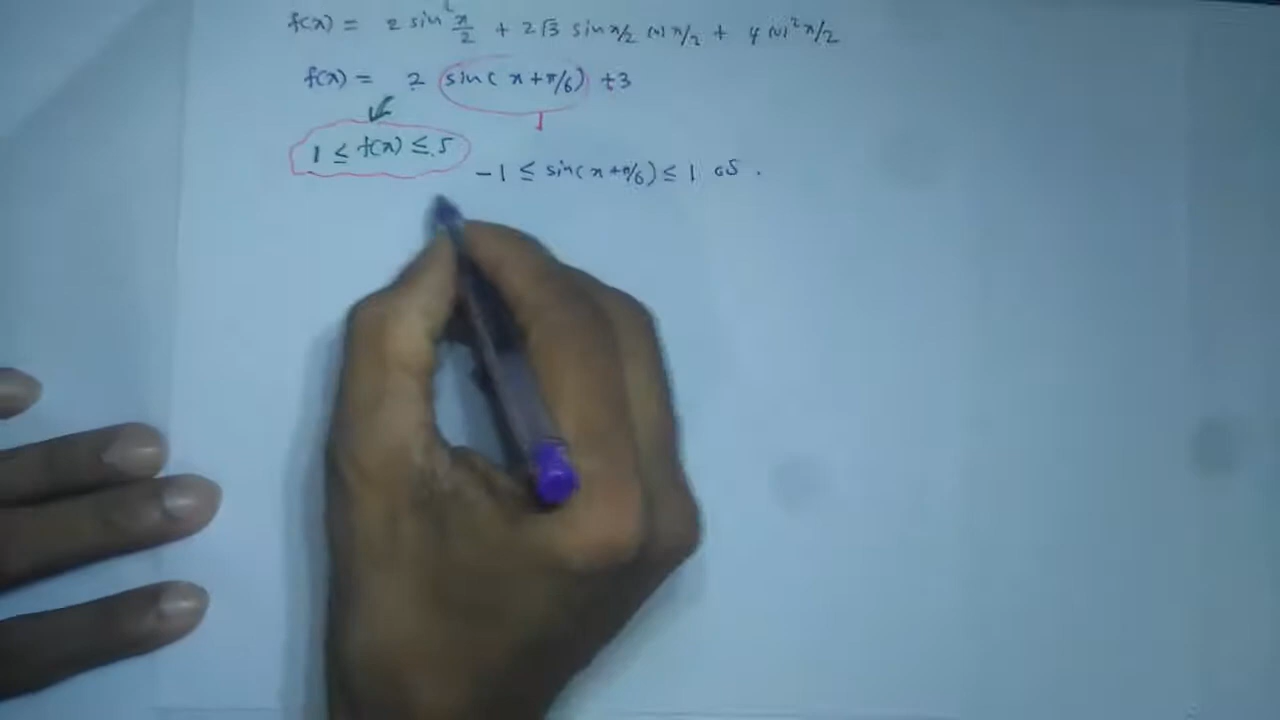 f(x) = 2 sin² x/2 + 2√3 sin x/2 cos x/2 + 4 cos² x/2
f(x) = 2 sin( x + π/6) +3
1 ≤ f(x) ≤ 5
-1 ≤ sin( x + π/6) ≤ 1